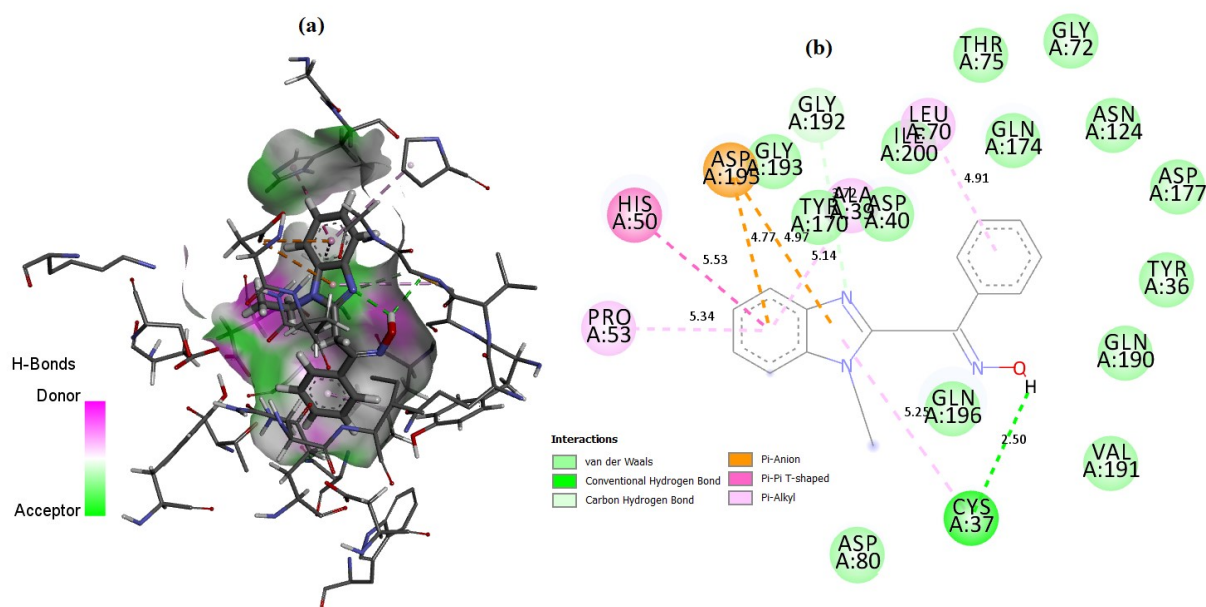 (a)
H-Bonds
Donor
Acceptor
(b)
THR
A:75
GLY
A:72
GLY
A:192
LEU
A:70
ILE
A:200
GLN
A:174
ASN
A:124
ASP
A:195
GLY
A:193
ASP
A:177
HIS
A:50
TYR
A:170
ALA
A:39
ASP
A:40
4.91
4.77
4.97
5.14
5.53
TYR
A:36
PRO
A:53
5.34
N
N
N
O
H
GLN
A:190
GLN
A:196
5.25
2.50
VAL
A:191
CYS
A:37
ASP
A:80
Interactions
van der Waals
Conventional Hydrogen Bond
Carbon Hydrogen Bond
Pi-Anion
Pi-Pi T-shaped
Pi-Alkyl